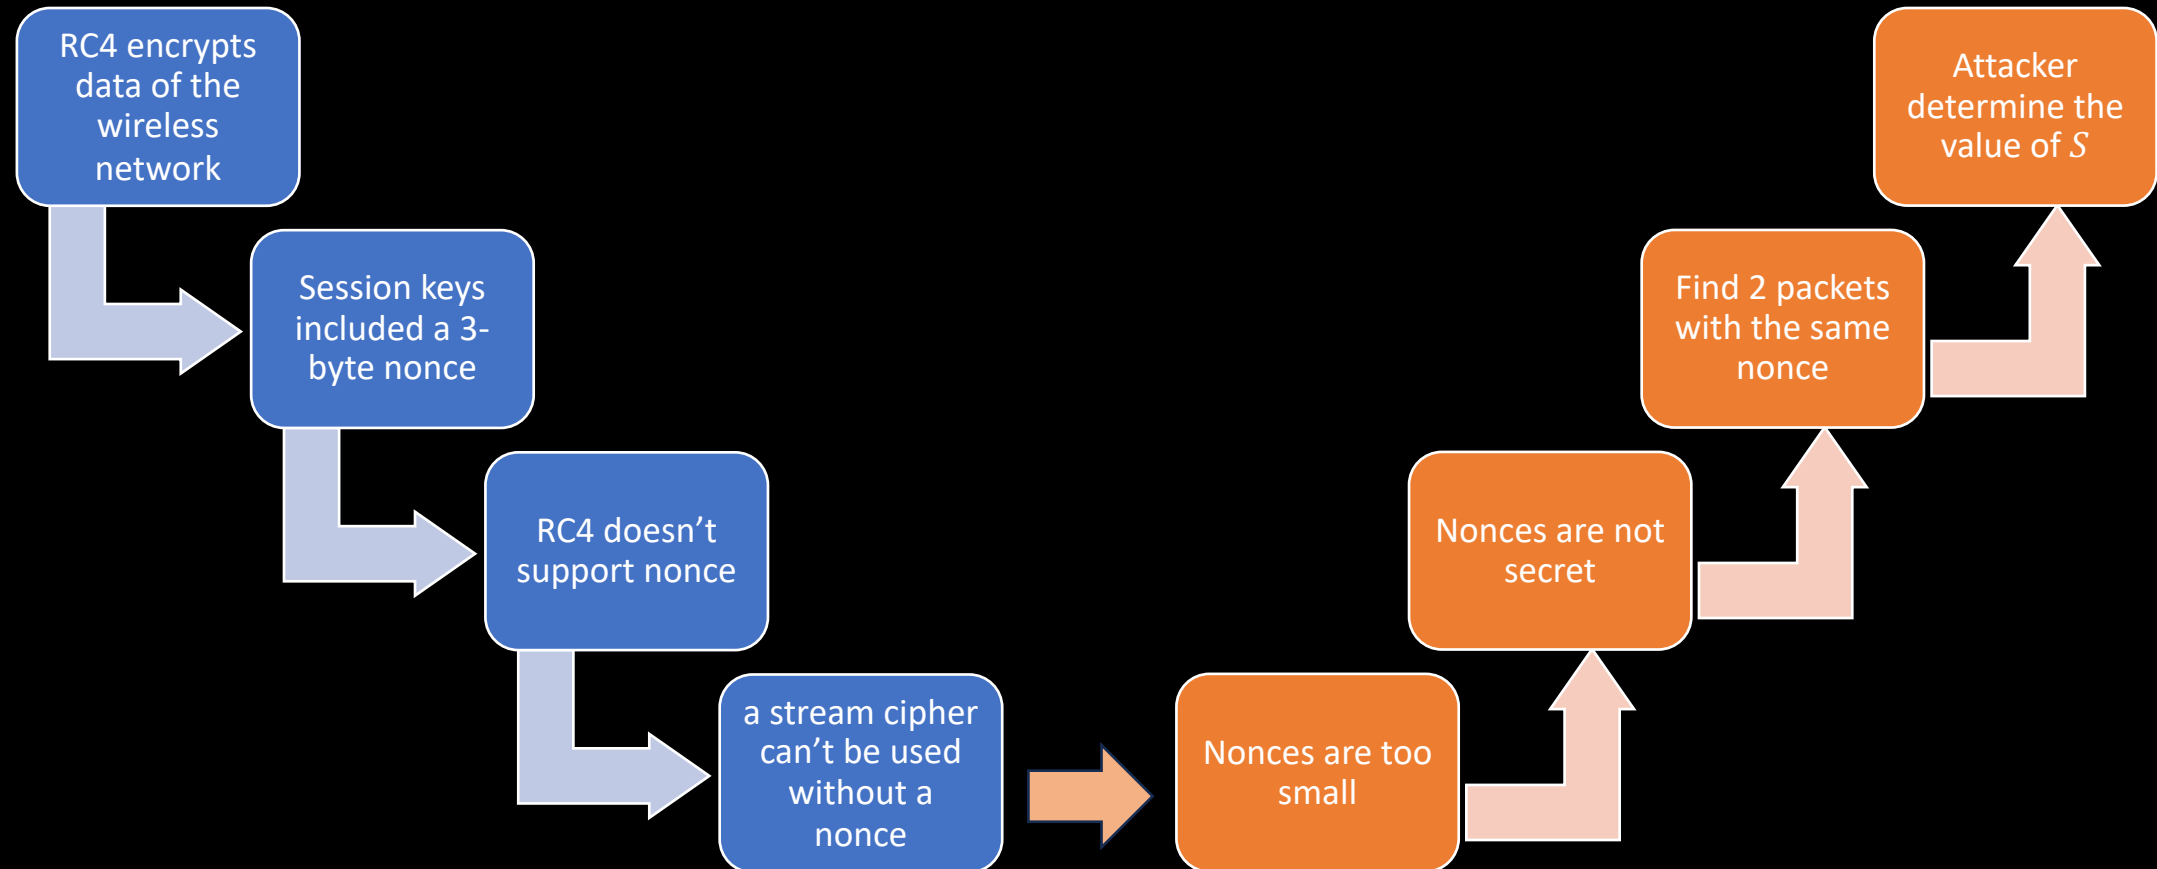 RC4 encrypts
data of the
wireless
network
Session keys
included a 3-
byte nonce
RC4 doesn’t
support nonce
a stream cipher
can’t be used
without a
nonce
Nonces are too
small
Nonces are not
secret
Find 2 packets
with the same
nonce
Attacker
determine the
value of S